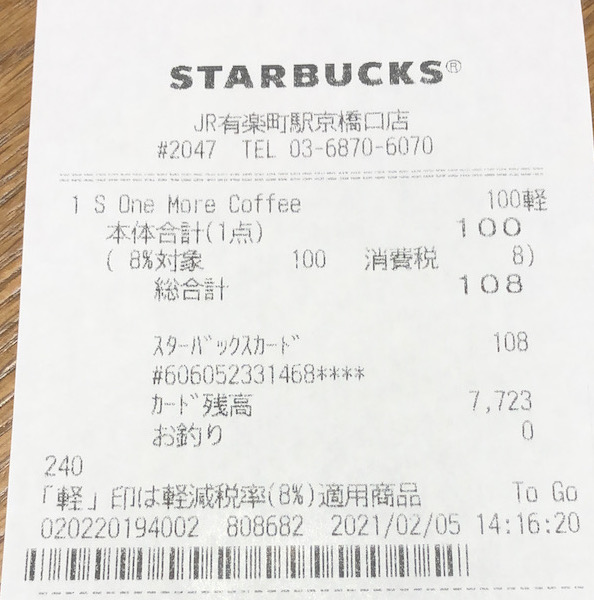 STARBUCKS®
JR有楽町駅京橋口店
#2047 TEL 03-6870-6070
1 S One More Coffee 100軽
本体合計(1点) 100
( 8%対象 100 消費税 8)
総合計 108
ｽﾀｰﾊﾞｯｸｽｶｰﾄﾞ 108
#606052331468****
ｶｰﾄﾞ残高 7,723
お釣り 0
240
「軽」印は軽減税率(8%)適用商品 To Go
020220194002 808682 2021/02/05 14:16:20